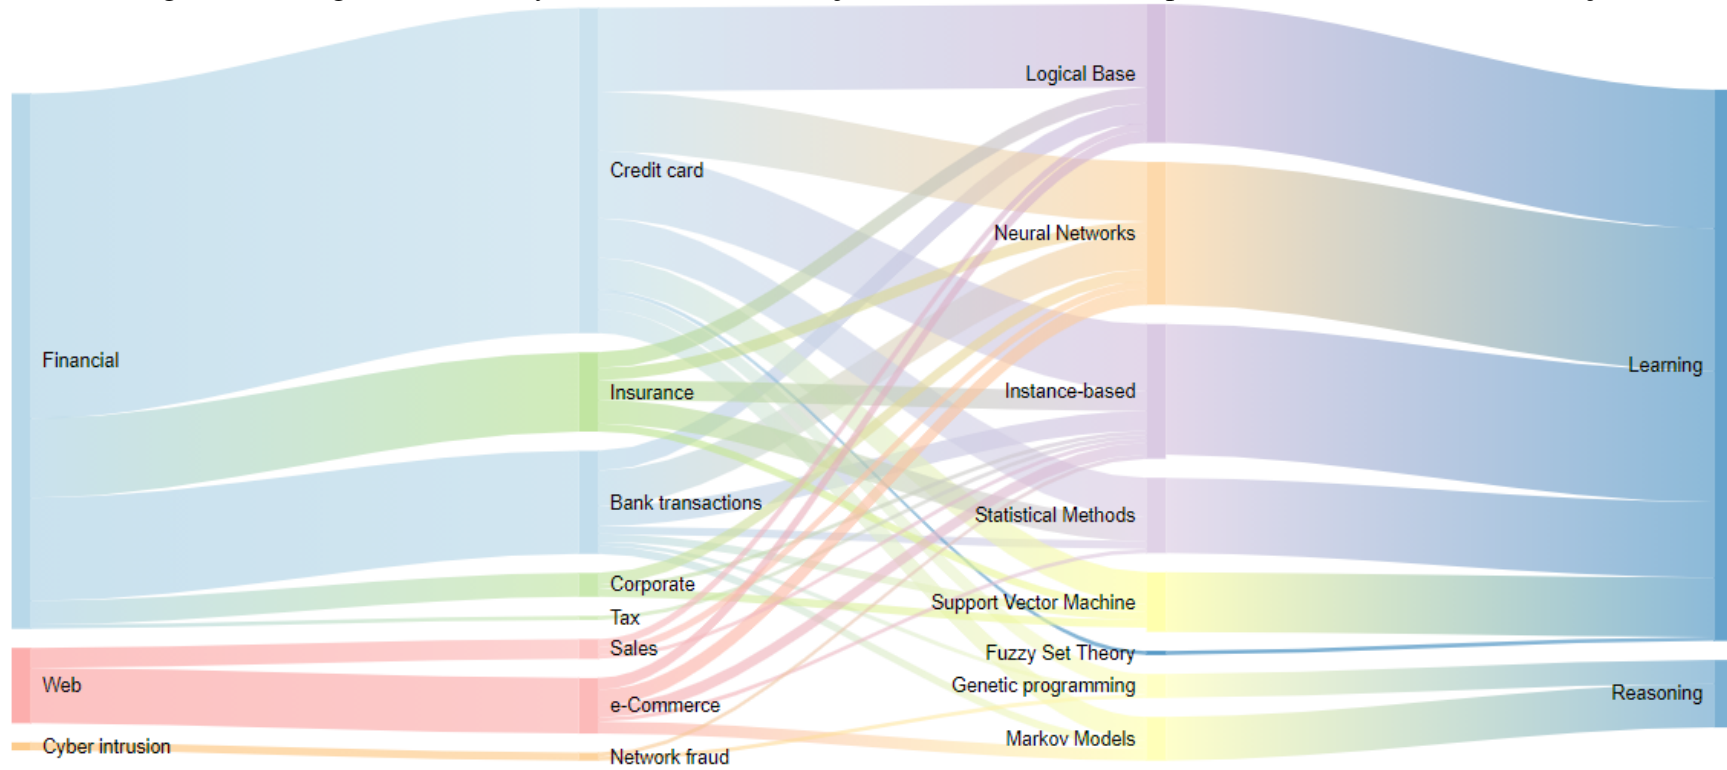 Financial
Web
Cyber intrusion
Credit card
Insurance
Bank transactions
Corporate
Tax
Sales
e-Commerce
Network fraud
Logical Base
Neural Networks
Instance-based
Statistical Methods
Support Vector Machine
Fuzzy Set Theory
Genetic programming
Markov Models
Learning
Reasoning